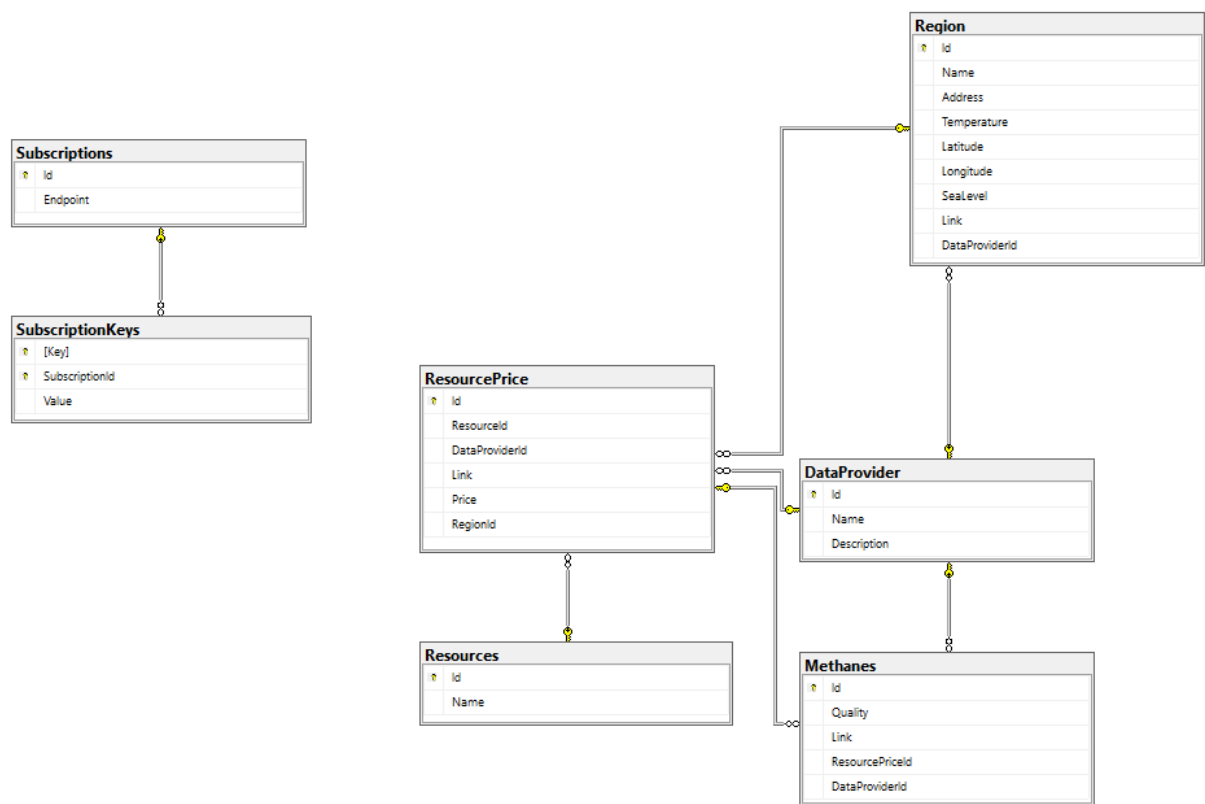 Region
Id
Name
Address
Temperature
Latitude
Longitude
SeaLevel
Link
DataProviderId
Subscriptions
Id
Endpoint
SubscriptionKeys
[Key]
SubscriptionId
Value
ResourcePrice
Id
ResourceId
DataProviderId
Link
Price
RegionId
DataProvider
Id
Name
Description
Resources
Id
Name
Methanes
Id
Quality
Link
ResourcePriceId
DataProviderId